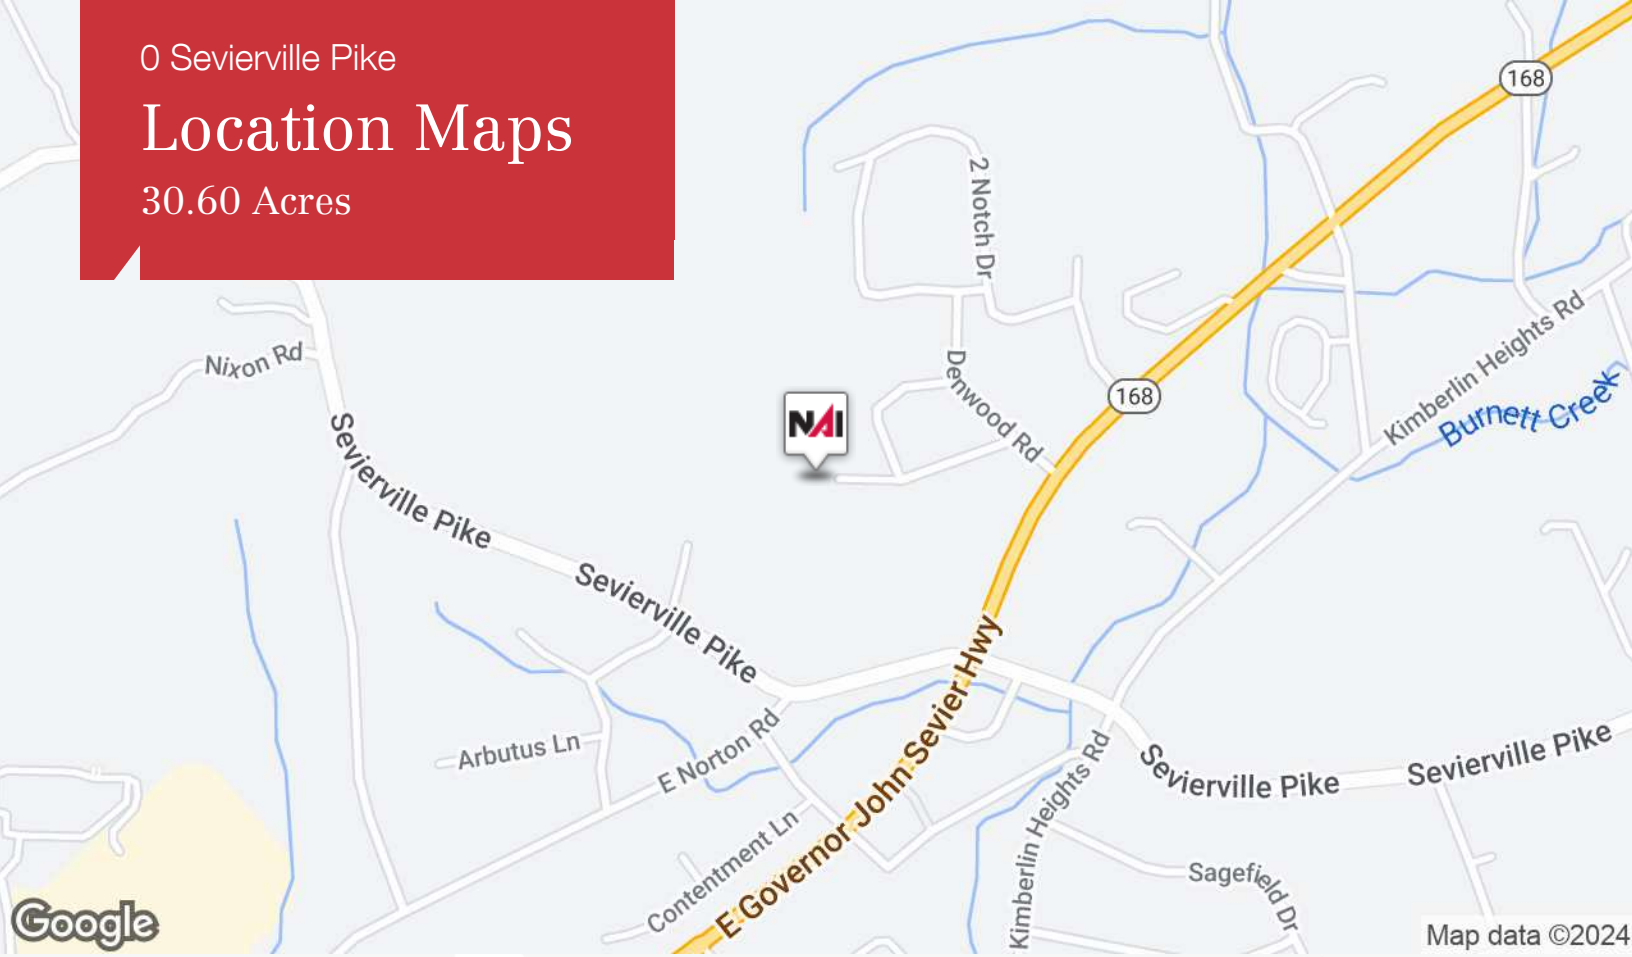 0 Sevierville Pike
Location Maps
30.60 Acres
168
2 Notch Dr
Kimberlin Heights Rd
Nixon Rd
Denwood Rd
168
Burnett Creek
NAI
Sevierville Pike
Sevierville Pike
E Governor John Sevier Hwy
Arbutus Ln
E Norton Rd
Kimberlin Heights Rd
Sevierville Pike
Sevierville Pike
Contentment Ln
Sagefield Dr
Google
Map data ©2024